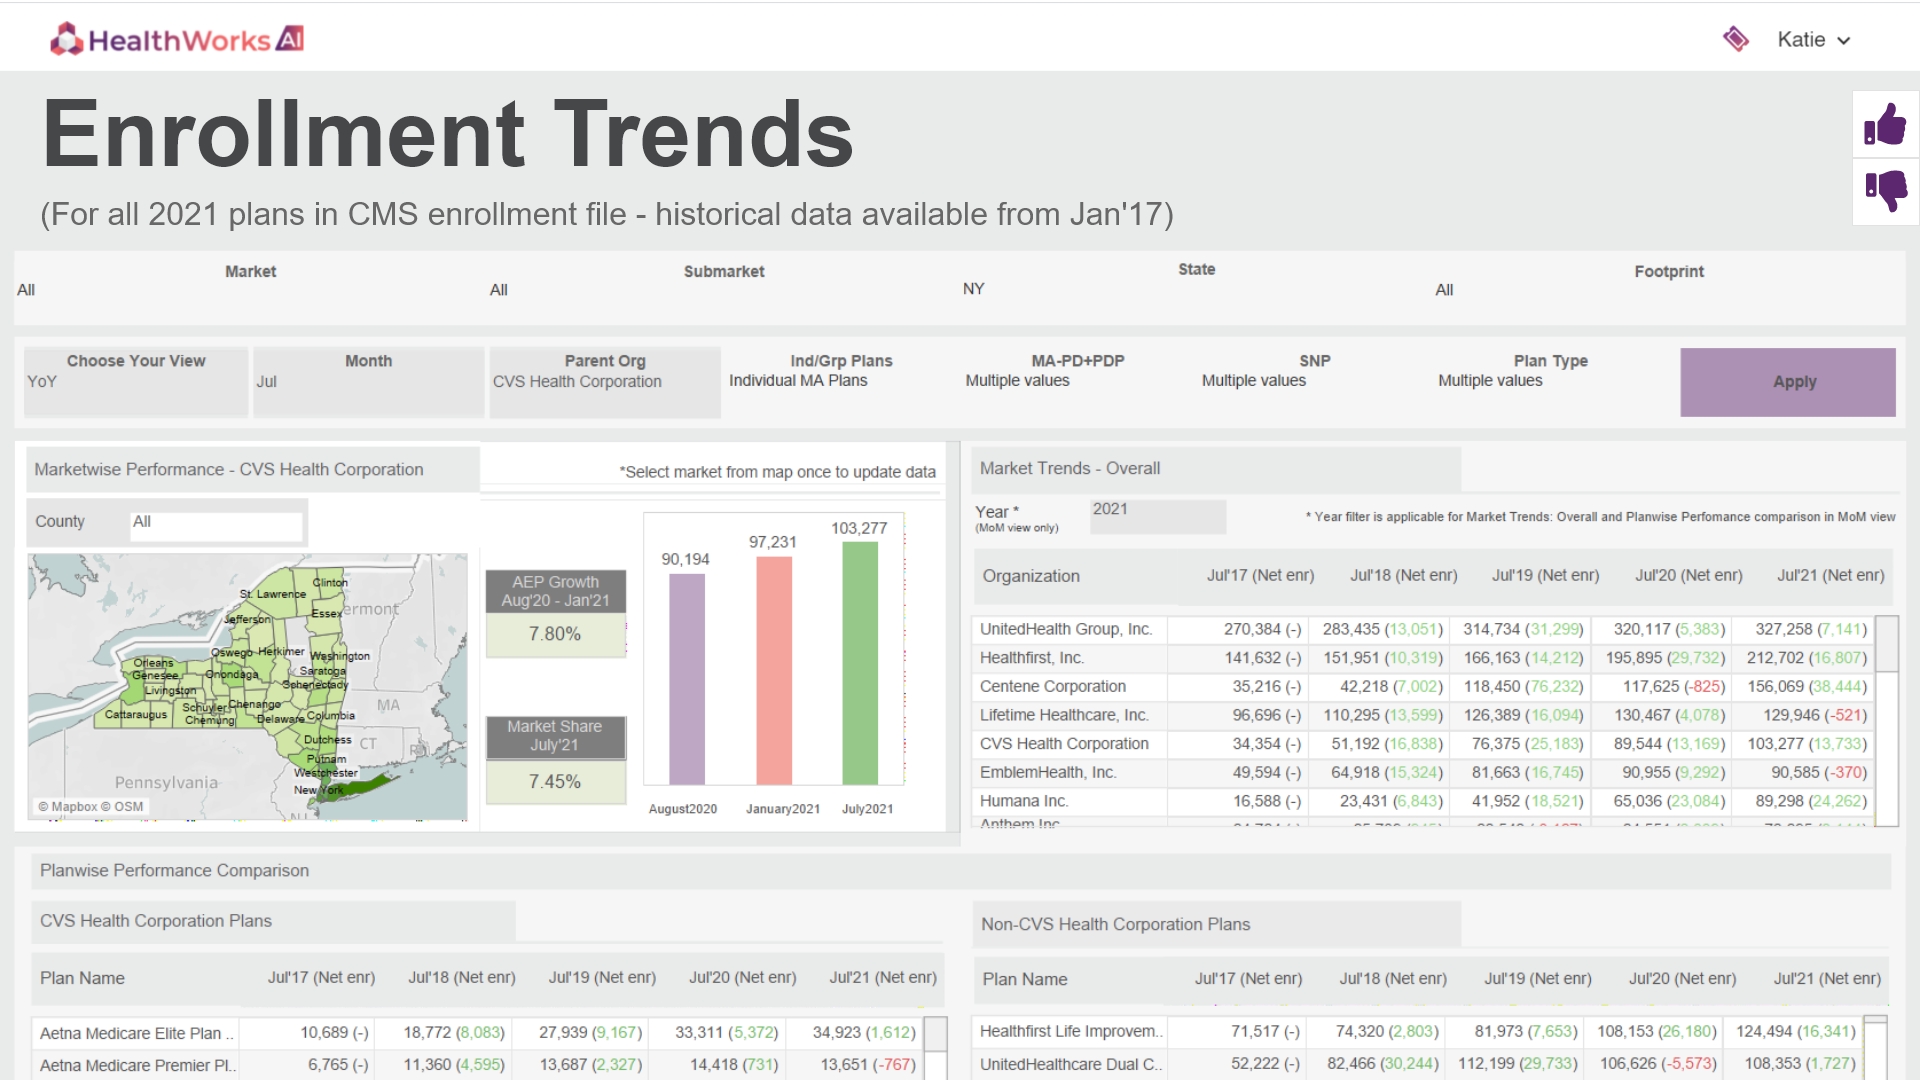 HealthWorks AI
Katie
Enrollment Trends
(For all 2021 plans in CMS enrollment file - historical data available from Jan'17)
Market
All
Submarket
All
State
NY
Footprint
All
Choose Your View
YoY
Month
Jul
Parent Org
CVS Health Corporation
Ind/Grp Plans
Individual MA Plans
MA-PD+PDP
Multiple values
SNP
Multiple values
Plan Type
Multiple values
Apply
Marketwise Performance - CVS Health Corporation
*Select market from map once to update data
County
All
Clinton
St. Lawrence
Essex
ermont
Jefferson
Oswego
Herkimer
Washington
Orleans
Saratoga
Genesee
Onondaga
Schenectady
Livingston
MA
Schuyler
Chenango
Cattaraugus
Chemung
Delaware
Columbia
Dutchess
CT
Putnam
Westchester
Pennsylvania
New York
© Mapbox © OSM
AEP Growth
Aug'20 - Jan'21
7.80%
Market Share
July'21
7.45%
90,194
97,231
103,277
August2020
January2021
July2021
Market Trends - Overall
Year *
(MoM view only)
2021
* Year filter is applicable for Market Trends: Overall and Planwise Perfomance comparison in MoM view
Organization Jul'17 (Net enr) Jul'18 (Net enr) Jul'19 (Net enr) Jul'20 (Net enr) Jul'21 (Net enr)
UnitedHealth Group, Inc. 270,384 (-) 283,435 (13,051) 314,734 (31,299) 320,117 (5,383) 327,258 (7,141)
Healthfirst, Inc. 141,632 (-) 151,951 (10,319) 166,163 (14,212) 195,895 (29,732) 212,702 (16,807)
Centene Corporation 35,216 (-) 42,218 (7,002) 118,450 (76,232) 117,625 (-825) 156,069 (38,444)
Lifetime Healthcare, Inc. 96,696 (-) 110,295 (13,599) 126,389 (16,094) 130,467 (4,078) 129,946 (-521)
CVS Health Corporation 34,354 (-) 51,192 (16,838) 76,375 (25,183) 89,544 (13,169) 103,277 (13,733)
EmblemHealth, Inc. 49,594 (-) 64,918 (15,324) 81,663 (16,745) 90,955 (9,292) 90,585 (-370)
Humana Inc. 16,588 (-) 23,431 (6,843) 41,952 (18,521) 65,036 (23,084) 89,298 (24,262)
Anthem Inc
Planwise Performance Comparison
CVS Health Corporation Plans
Plan Name Jul'17 (Net enr) Jul'18 (Net enr) Jul'19 (Net enr) Jul'20 (Net enr) Jul'21 (Net enr)
Aetna Medicare Elite Plan .. 10,689 (-) 18,772 (8,083) 27,939 (9,167) 33,311 (5,372) 34,923 (1,612)
Aetna Medicare Premier Pl.. 6,765 (-) 11,360 (4,595) 13,687 (2,327) 14,418 (731) 13,651 (-767)
Non-CVS Health Corporation Plans
Plan Name Jul'17 (Net enr) Jul'18 (Net enr) Jul'19 (Net enr) Jul'20 (Net enr) Jul'21 (Net enr)
Healthfirst Life Improvem.. 71,517 (-) 74,320 (2,803) 81,973 (7,653) 108,153 (26,180) 124,494 (16,341)
UnitedHealthcare Dual C.. 52,222 (-) 82,466 (30,244) 112,199 (29,733) 106,626 (-5,573) 108,353 (1,727)